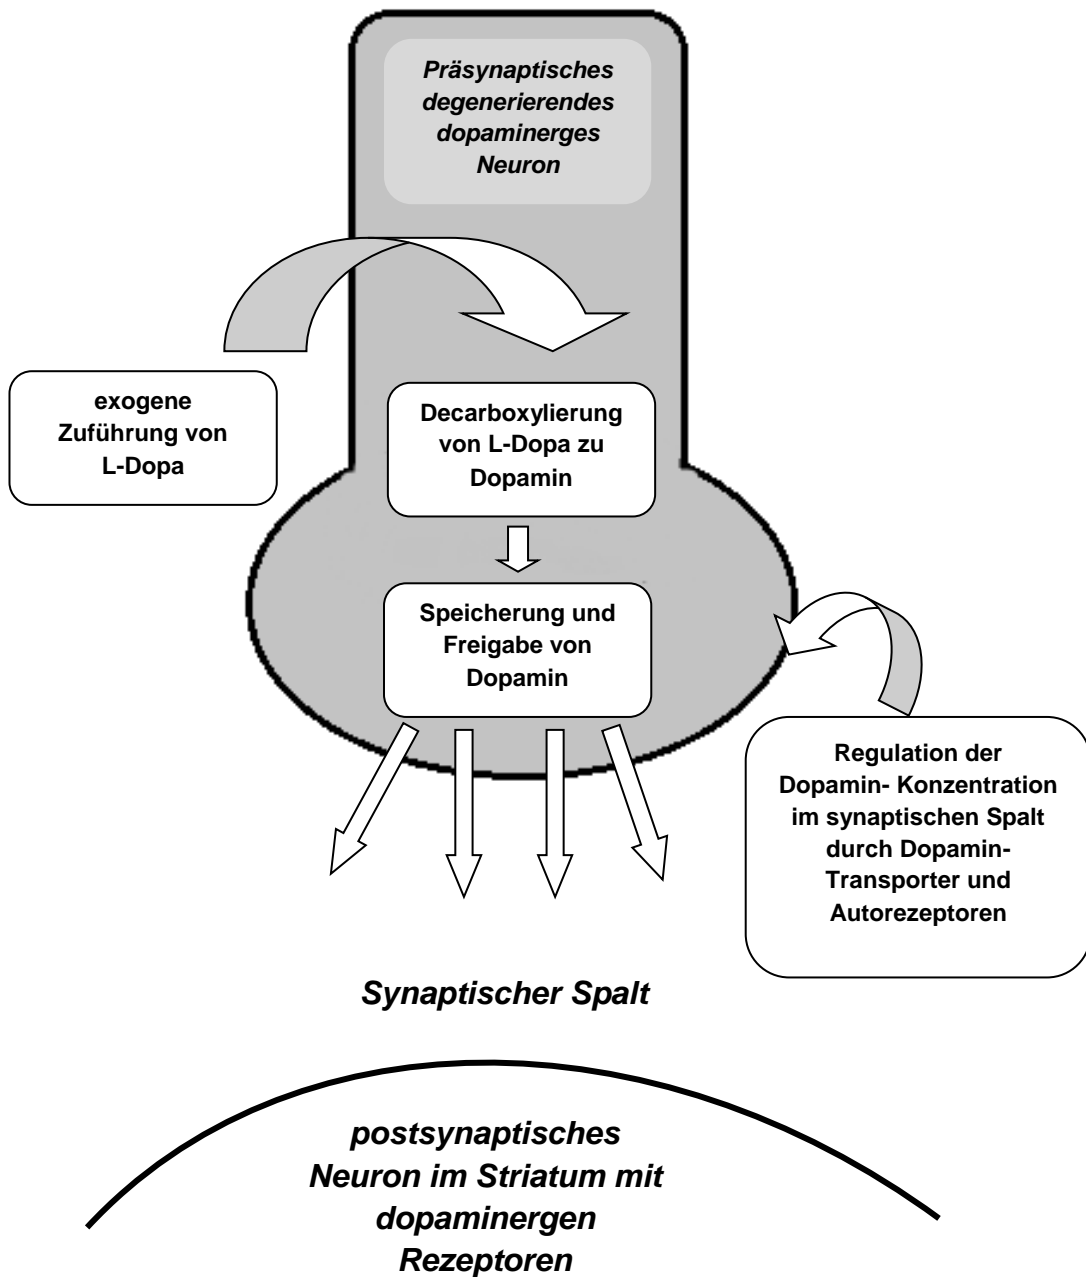 Präsynaptisches
degenerierendes
dopaminerges
Neuron
exogene
Zuführung von
L-Dopa
Decarboxylierung
von L-Dopa zu
Dopamin
Speicherung und
Freigabe von
Dopamin
Regulation der
Dopamin- Konzentration
im synaptischen Spalt
durch Dopamin-
Transporter und
Autorezeptoren
Synaptischer Spalt
postsynaptisches
Neuron im Striatum mit
dopaminergen
Rezeptoren